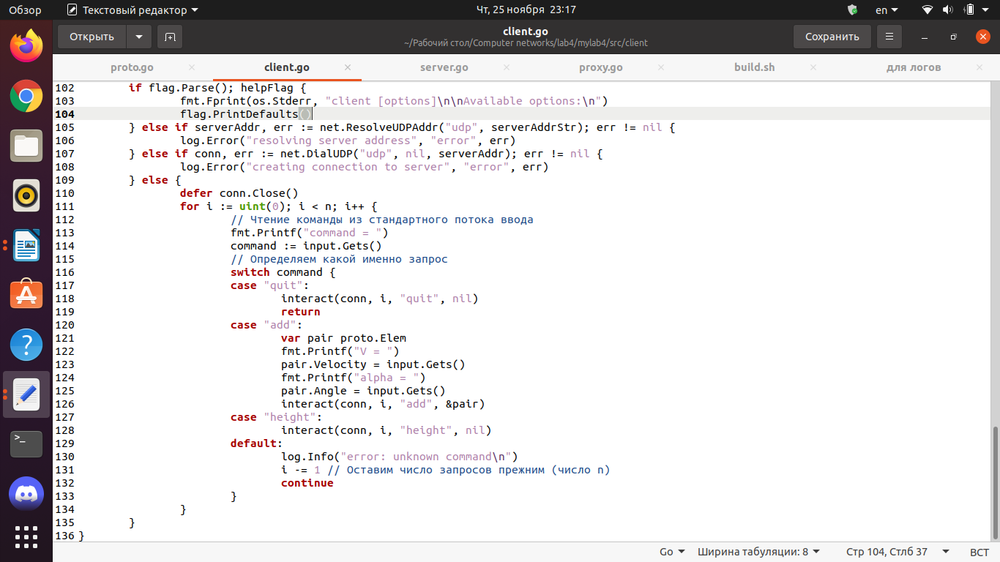 Обзор Текстовый редактор Чт, 25 ноября 23:17 en
Открыть client.go Сохранить
~/Рабочий стол/Computer networks/lab4/mylab4/src/client
proto.go client.go server.go proxy.go build.sh для логов
102 if flag.Parse(); helpFlag {
103 fmt.Fprint(os.Stderr, "client [options]\n\nAvailable options:\n")
104 flag.PrintDefaults()
105 } else if serverAddr, err := net.ResolveUDPAddr("udp", serverAddrStr); err != nil {
106 log.Error("resolving server address", "error", err)
107 } else if conn, err := net.DialUDP("udp", nil, serverAddr); err != nil {
108 log.Error("creating connection to server", "error", err)
109 } else {
110 defer conn.Close()
111 for i := uint(0); i < n; i++ {
112 // Чтение команды из стандартного потока ввода
113 fmt.Printf("command = ")
114 command := input.Gets()
115 // Определяем какой именно запрос
116 switch command {
117 case "quit":
118 interact(conn, i, "quit", nil)
119 return
120 case "add":
121 var pair proto.Elem
122 fmt.Printf("V = ")
123 pair.Velocity = input.Gets()
124 fmt.Printf("alpha = ")
125 pair.Angle = input.Gets()
126 interact(conn, i, "add", &pair)
127 case "height":
128 interact(conn, i, "height", nil)
129 default:
130 log.Info("error: unknown command\n")
131 i -= 1 // Оставим число запросов прежним (число n)
132 continue
133 }
134 }
135 }
136 }
Go Ширина табуляции: 8 Стр 104, Стлб 37 ВСТ